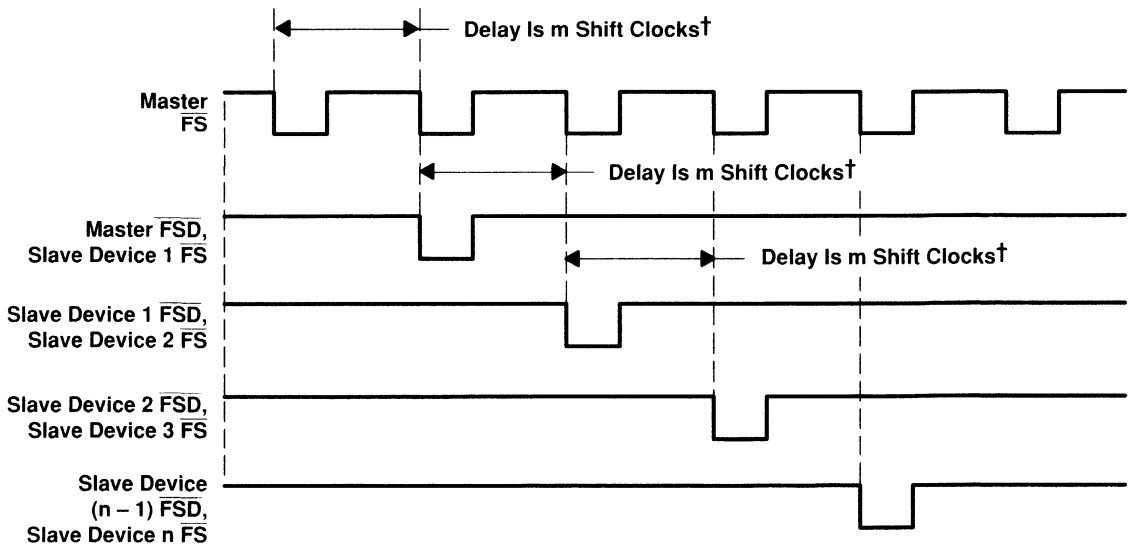 Delay Is m Shift Clocks†
Master
FS
Delay Is m Shift Clocks†
Master FSD,
Slave Device 1 FS
Delay Is m Shift Clocks†
Slave Device 1 FSD,
Slave Device 2 FS
Slave Device 2 FSD,
Slave Device 3 FS
Slave Device
(n – 1) FSD,
Slave Device n FS